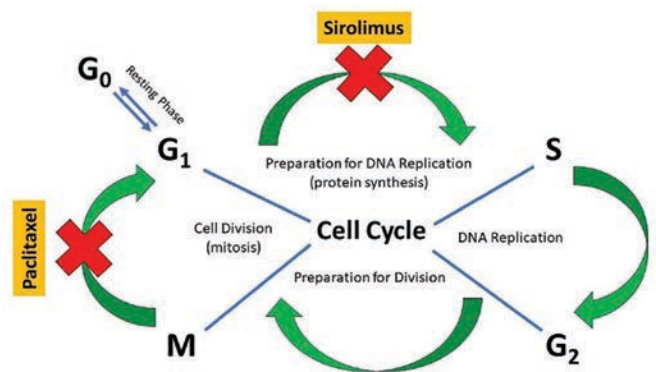 Sirolimus
G0
Resting Phase
G1
S
Preparation for DNA Replication
(protein synthesis)
Paclitaxel
Cell Division
(mitosis)
Cell Cycle
DNA Replication
Preparation for Division
M
G2